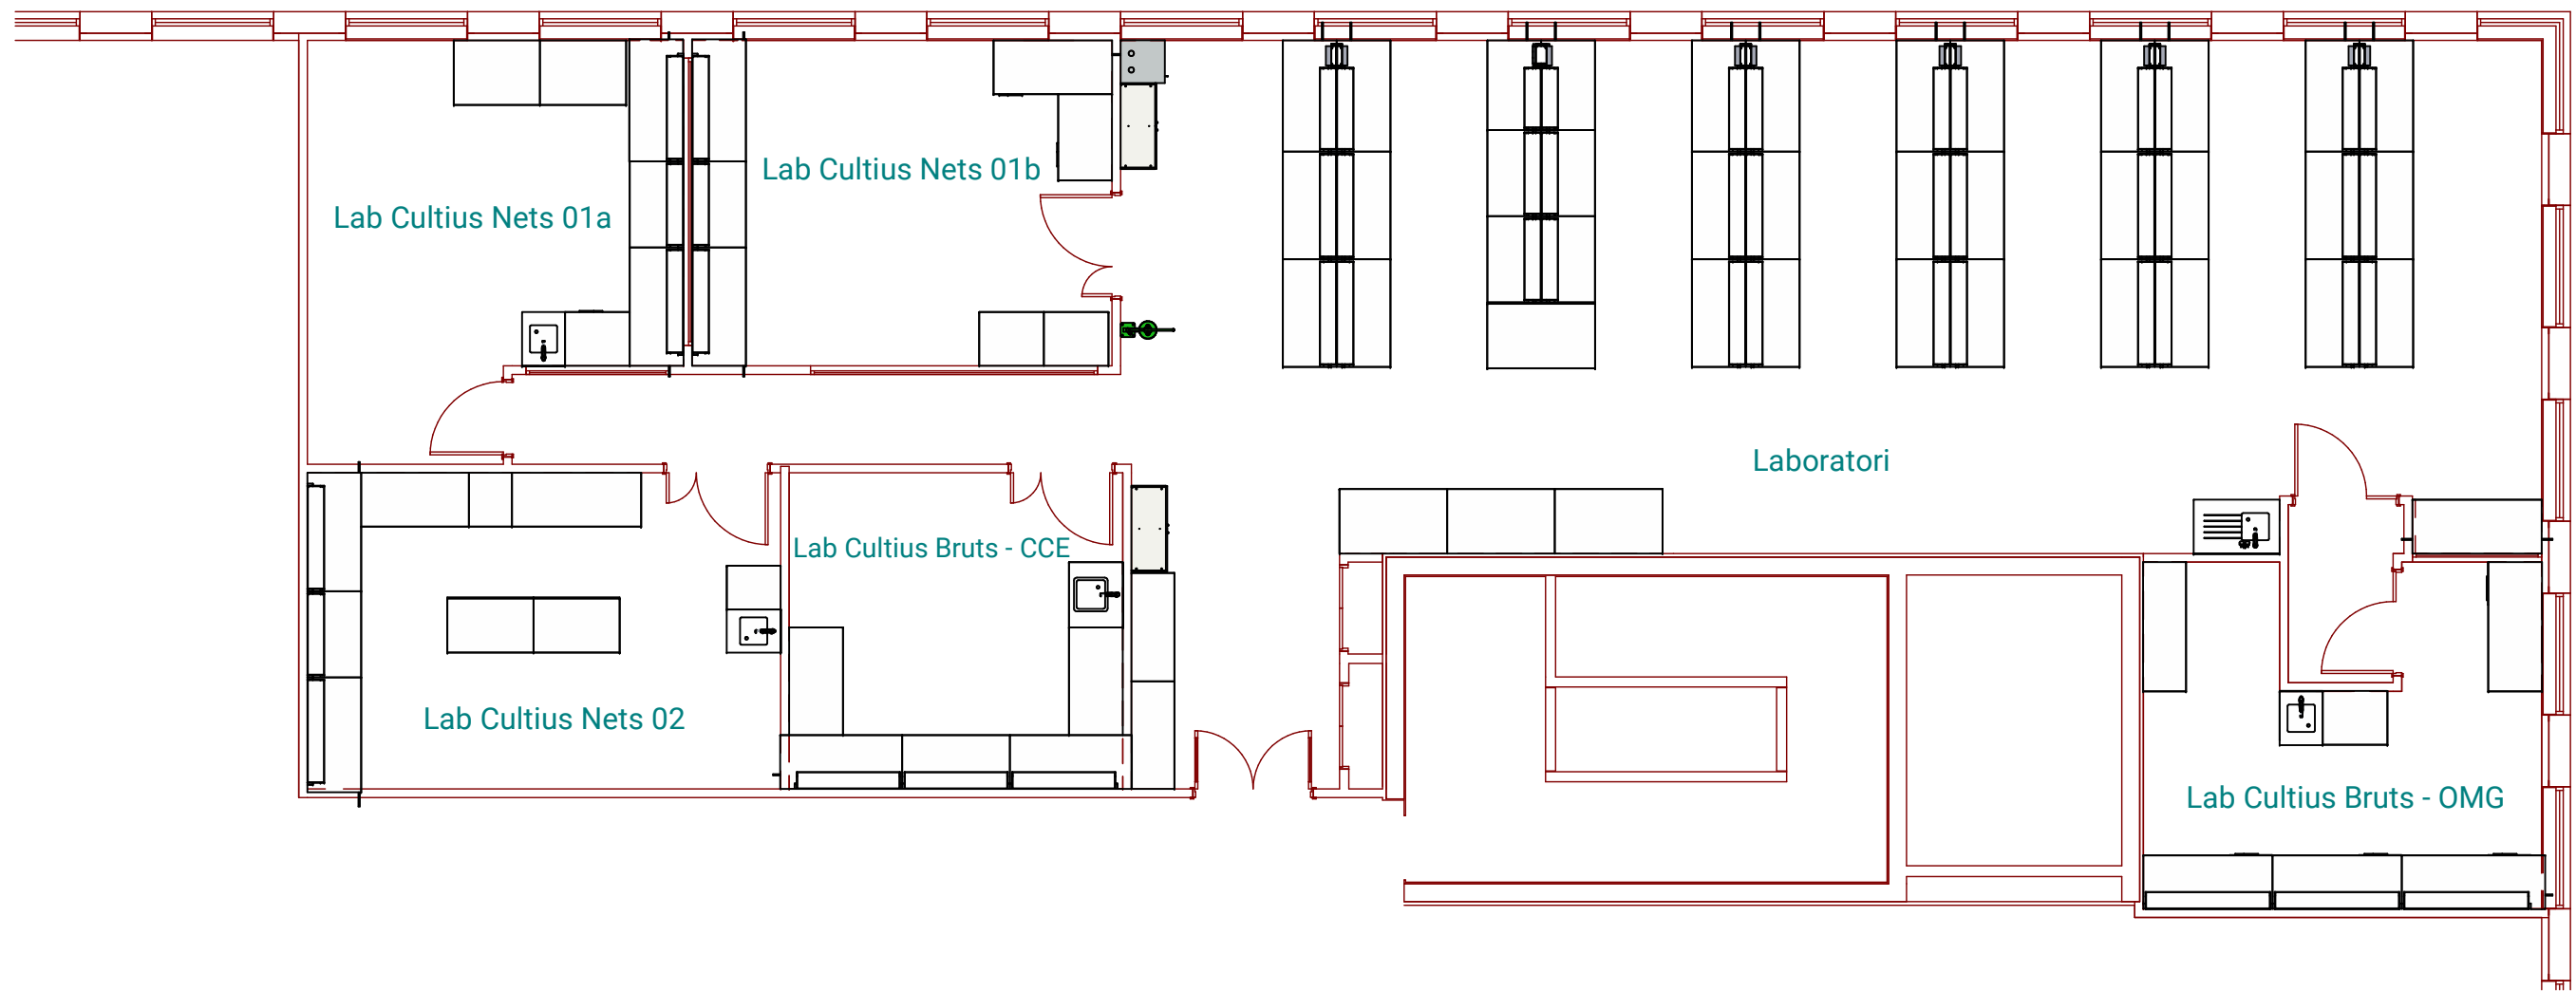 Lab Cultius Nets 01b
Lab Cultius Nets 01a
Laboratori
Lab Cultius Bruts - CCE
Lab Cultius Nets 02
Lab Cultius Bruts - OMG